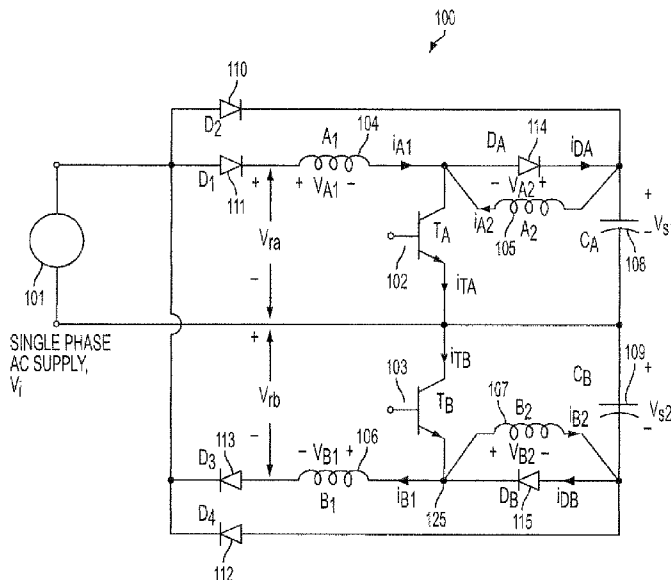 100
110
D2
A1
104
iA1
DA
114
iDA
D1
111
+
+ VA1 -
- VA2 +
iA2
105
A2
+
Vs
-
CA
108
Vra
-
TA
102
iTA
101
SINGLE PHASE
AC SUPPLY,
Vi
+
iTB
103
TB
Vrb
-
107
B2
iB2
+ VB2 -
CB
109
+
Vs2
-
D3
113
- VB1 +
106
B1
iB1
125
DB
115
iDB
D4
112